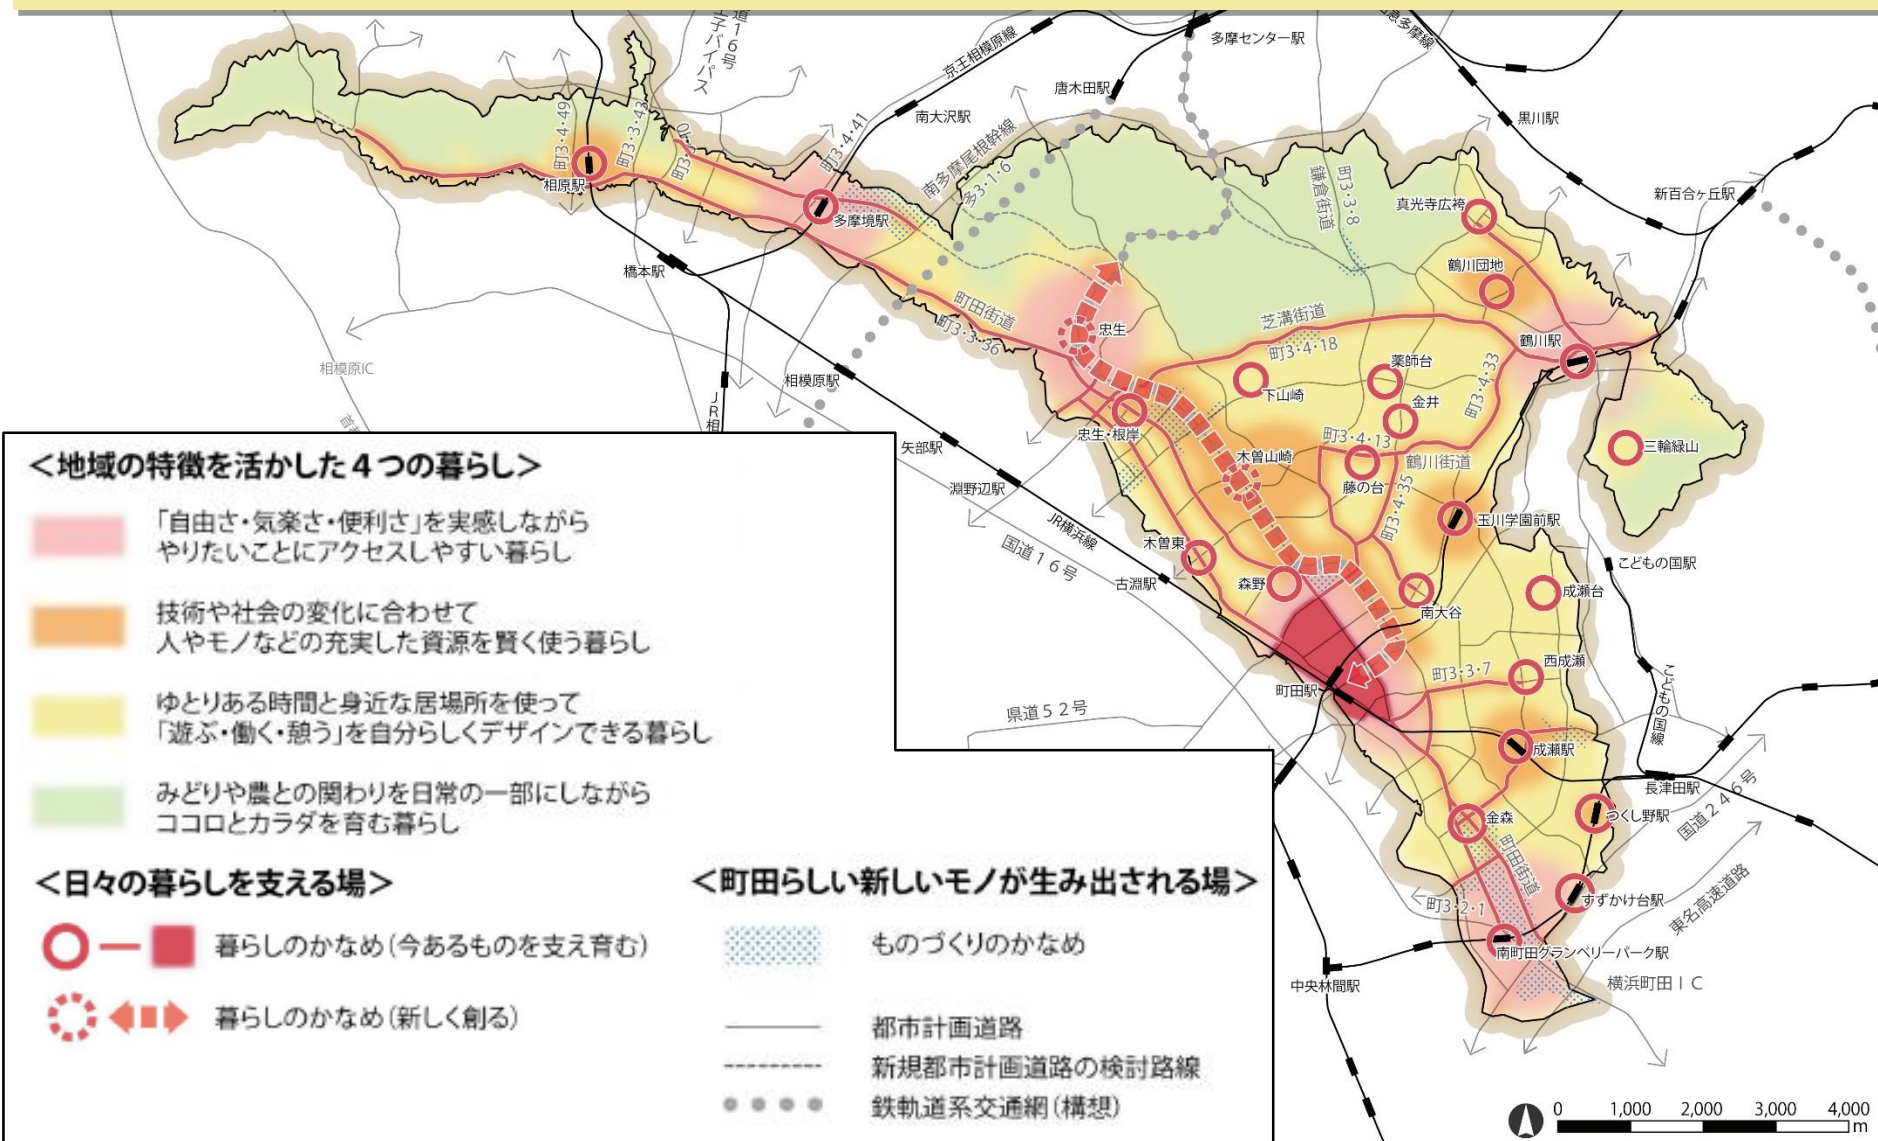 道16号
子バイパス
京王相模原線
多摩センター駅
唐木田駅
南大沢駅
黒川駅
新百合ヶ丘駅
町3・4・49
町3・3・43
町3・4・41
南多摩尾根幹線
多3・1・6
鎌倉街道
町3・3・8
真光寺広袴
相原駅
多摩境駅
橋本駅
鶴川団地
町田街道
町3・3・36
忠生
芝溝街道
町3・4・18
鶴川駅
相模原IC
相模原駅
薬師台
町3・4・33
下山崎
金井
JR相
忠生・根岸
町3・4・13
鶴川街道
三輪緑山
矢部駅
木曽山崎
藤の台
町3・4・35
淵野辺駅
玉川学園前駅
JR横浜線
国道16号
木曽東
こどもの国駅
古淵駅
森野
南大谷
成瀬台
西成瀬
町3・3・7
町田駅
こどもの国線
県道52号
成瀬駅
長津田駅
国道246号
つくし野駅
金森
町田街道
すずかけ台駅
町3・2・1
東名高速道路
南町田グランベリーパーク駅
中央林間駅
横浜町田IC
＜地域の特徴を活かした４つの暮らし＞
「自由さ・気楽さ・便利さ」を実感しながら
やりたいことにアクセスしやすい暮らし
技術や社会の変化に合わせて
人やモノなどの充実した資源を賢く使う暮らし
ゆとりある時間と身近な居場所を使って
「遊ぶ・働く・憩う」を自分らしくデザインできる暮らし
みどりや農との関わりを日常の一部にしながら
ココロとカラダを育む暮らし
＜日々の暮らしを支える場＞
暮らしのかなめ（今あるものを支え育む）
暮らしのかなめ（新しく創る）
＜町田らしい新しいモノが生み出される場＞
ものづくりのかなめ
都市計画道路
新規都市計画道路の検討路線
鉄軌道系交通網（構想）
0 1,000 2,000 3,000 4,000
m